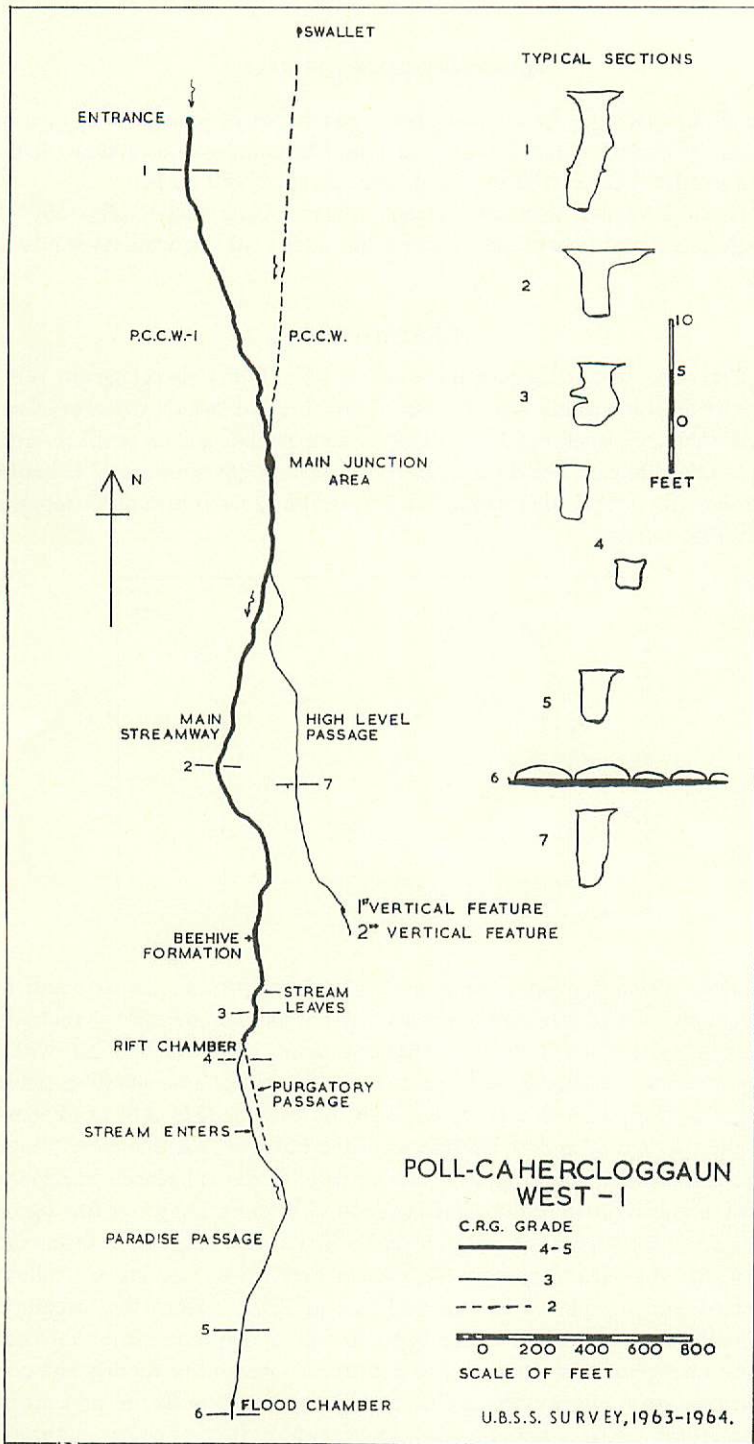 SWALLET
TYPICAL SECTIONS
ENTRANCE
1
1
2
P.C.C.W.-1
P.C.C.W.
10
5
0
FEET
3
MAIN JUNCTION
AREA
N
4
MAIN
STREAMWAY
HIGH LEVEL
PASSAGE
2
7
5
6
7
1ST VERTICAL FEATURE
2ND VERTICAL FEATURE
BEEHIVE
FORMATION
STREAM
LEAVES
3
RIFT CHAMBER
4
PURGATORY
PASSAGE
STREAM ENTERS
PARADISE PASSAGE
5
6
FLOOD CHAMBER
POLL-CAHERCLOGGAUN
WEST-1
C.R.G. GRADE
4-5
3
2
0 200 400 600 800
SCALE OF FEET
U.B.S.S. SURVEY, 1963-1964.